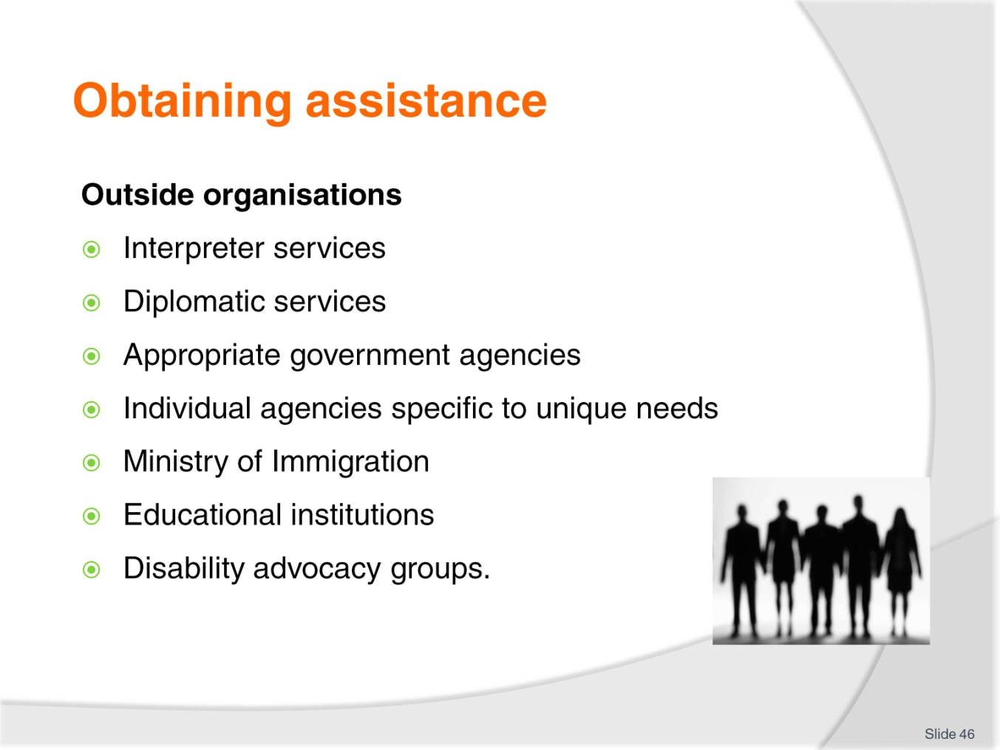 Obtaining assistance
Outside organisations
Interpreter services
Diplomatic services
Appropriate government agencies
Individual agencies specific to unique needs
Ministry of Immigration
Educational institutions
Disability advocacy groups.
Slide 46